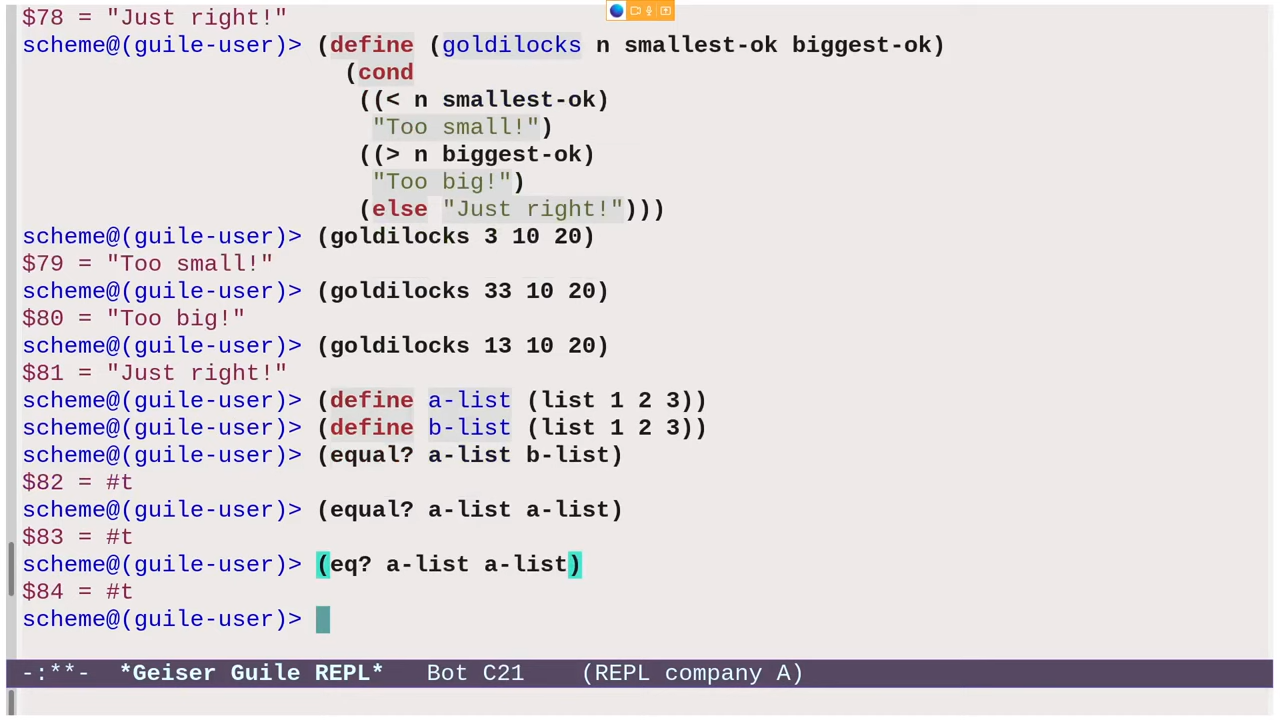 $78 = "Just right!"
scheme@(guile-user)> (define (goldilocks n smallest-ok biggest-ok)
(cond
((< n smallest-ok)
"Too small!")
((> n biggest-ok)
"Too big!")
(else "Just right!")))
scheme@(guile-user)> (goldilocks 3 10 20)
$79 = "Too small!"
scheme@(guile-user)> (goldilocks 33 10 20)
$80 = "Too big!"
scheme@(guile-user)> (goldilocks 13 10 20)
$81 = "Just right!"
scheme@(guile-user)> (define a-list (list 1 2 3))
scheme@(guile-user)> (define b-list (list 1 2 3))
scheme@(guile-user)> (equal? a-list b-list)
$82 = #t
scheme@(guile-user)> (equal? a-list a-list)
$83 = #t
scheme@(guile-user)> (eq? a-list a-list)
$84 = #t
scheme@(guile-user)>
-:**- *Geiser Guile REPL* Bot C21 (REPL company A)